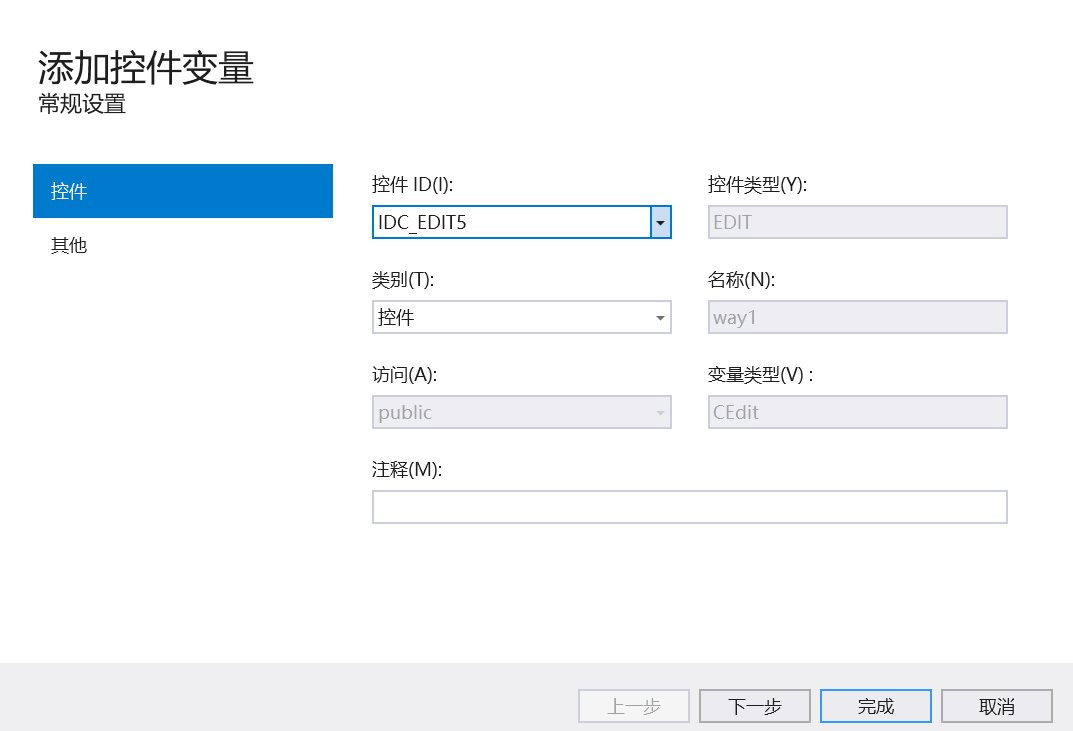 添加控件变量
常规设置
控件
其他
控件 ID(I):
控件类型(Y):
IDC_EDIT5
EDIT
类别(T):
名称(N):
控件
way1
访问(A):
变量类型(V) :
public
CEdit
注释(M):
上一步
下一步
完成
取消